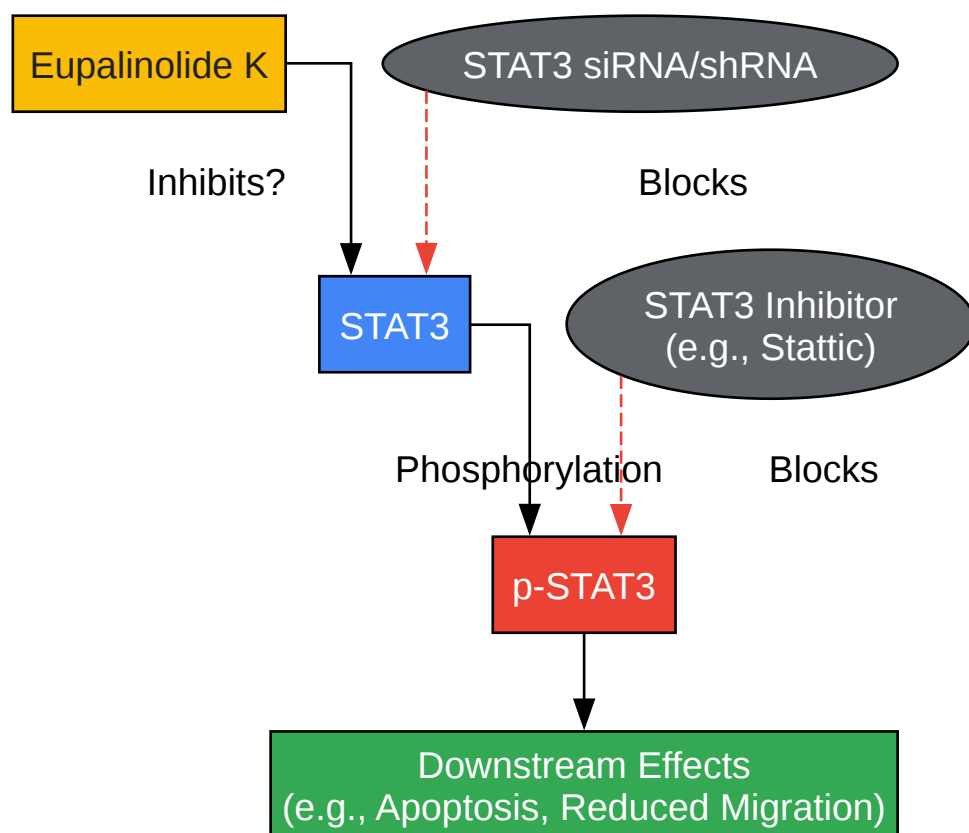 Eupalinolide K
STAT3 siRNA/shRNA
Inhibits?
Blocks
STAT3
STAT3 Inhibitor
(e.g., Stattic)
Phosphorylation
Blocks
p-STAT3
Downstream Effects
(e.g., Apoptosis, Reduced Migration)